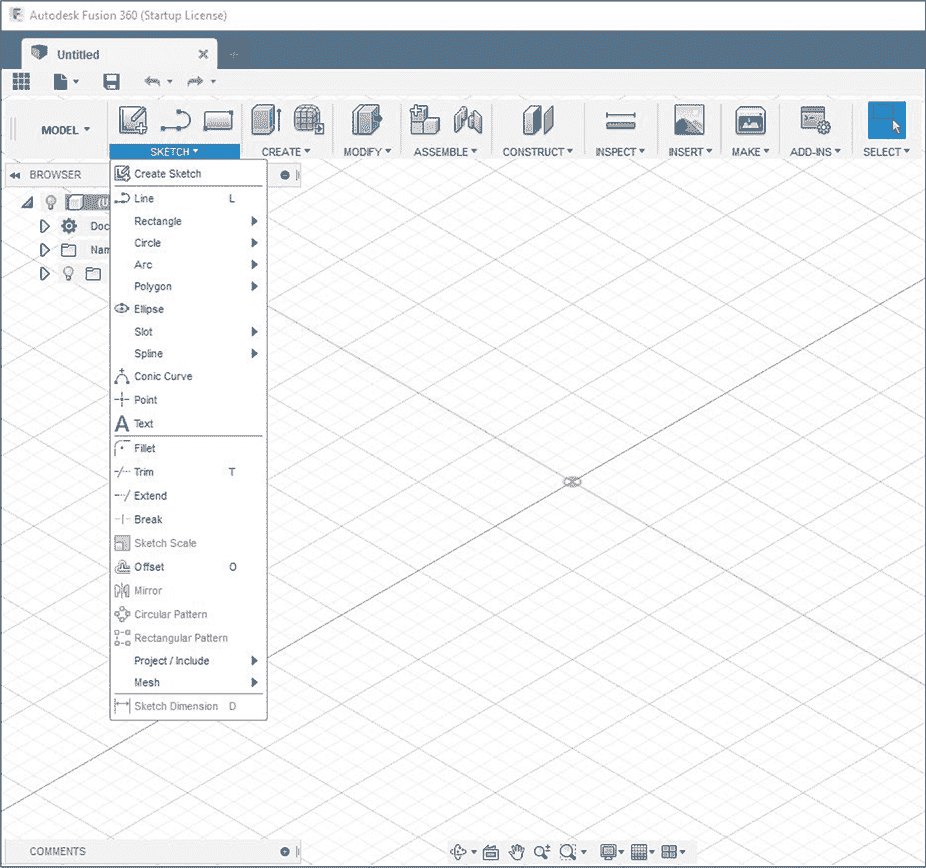 Autodesk Fusion 360 (Startup License)
Untitled
MODEL
SKETCH
CREATE
MODIFY
ASSEMBLE
CONSTRUCT
INSPECT
INSERT
MAKE
ADD-INS
SELECT
BROWSER
(U
Doc
Nam
Create Sketch
Line L
Rectangle
Circle
Arc
Polygon
Ellipse
Slot
Spline
Conic Curve
Point
Text
Fillet
Trim T
Extend
Break
Sketch Scale
Offset O
Mirror
Circular Pattern
Rectangular Pattern
Project / Include
Mesh
Sketch Dimension D
COMMENTS